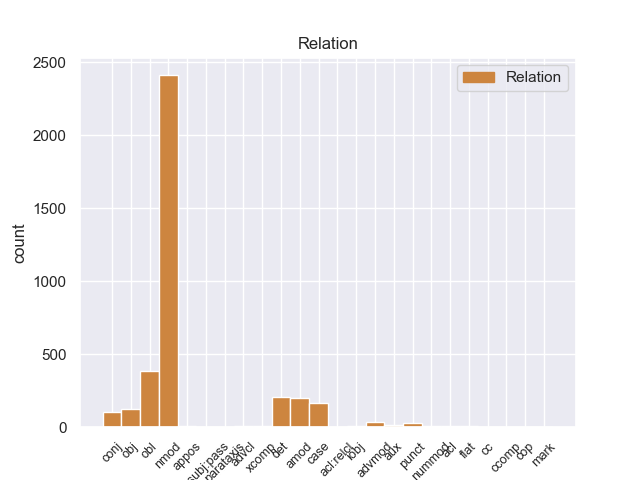 Relation
Relation
count
2500
2000
1500
1000
500
0
conj
obj
obl
nmod
appos
subj:pass
parataxis
advcl
xcomp
det
amod
case
acl:relcl
iobj
advmod
aux
punct
nummod
acl
flat
cc
ccomp
cop
mark